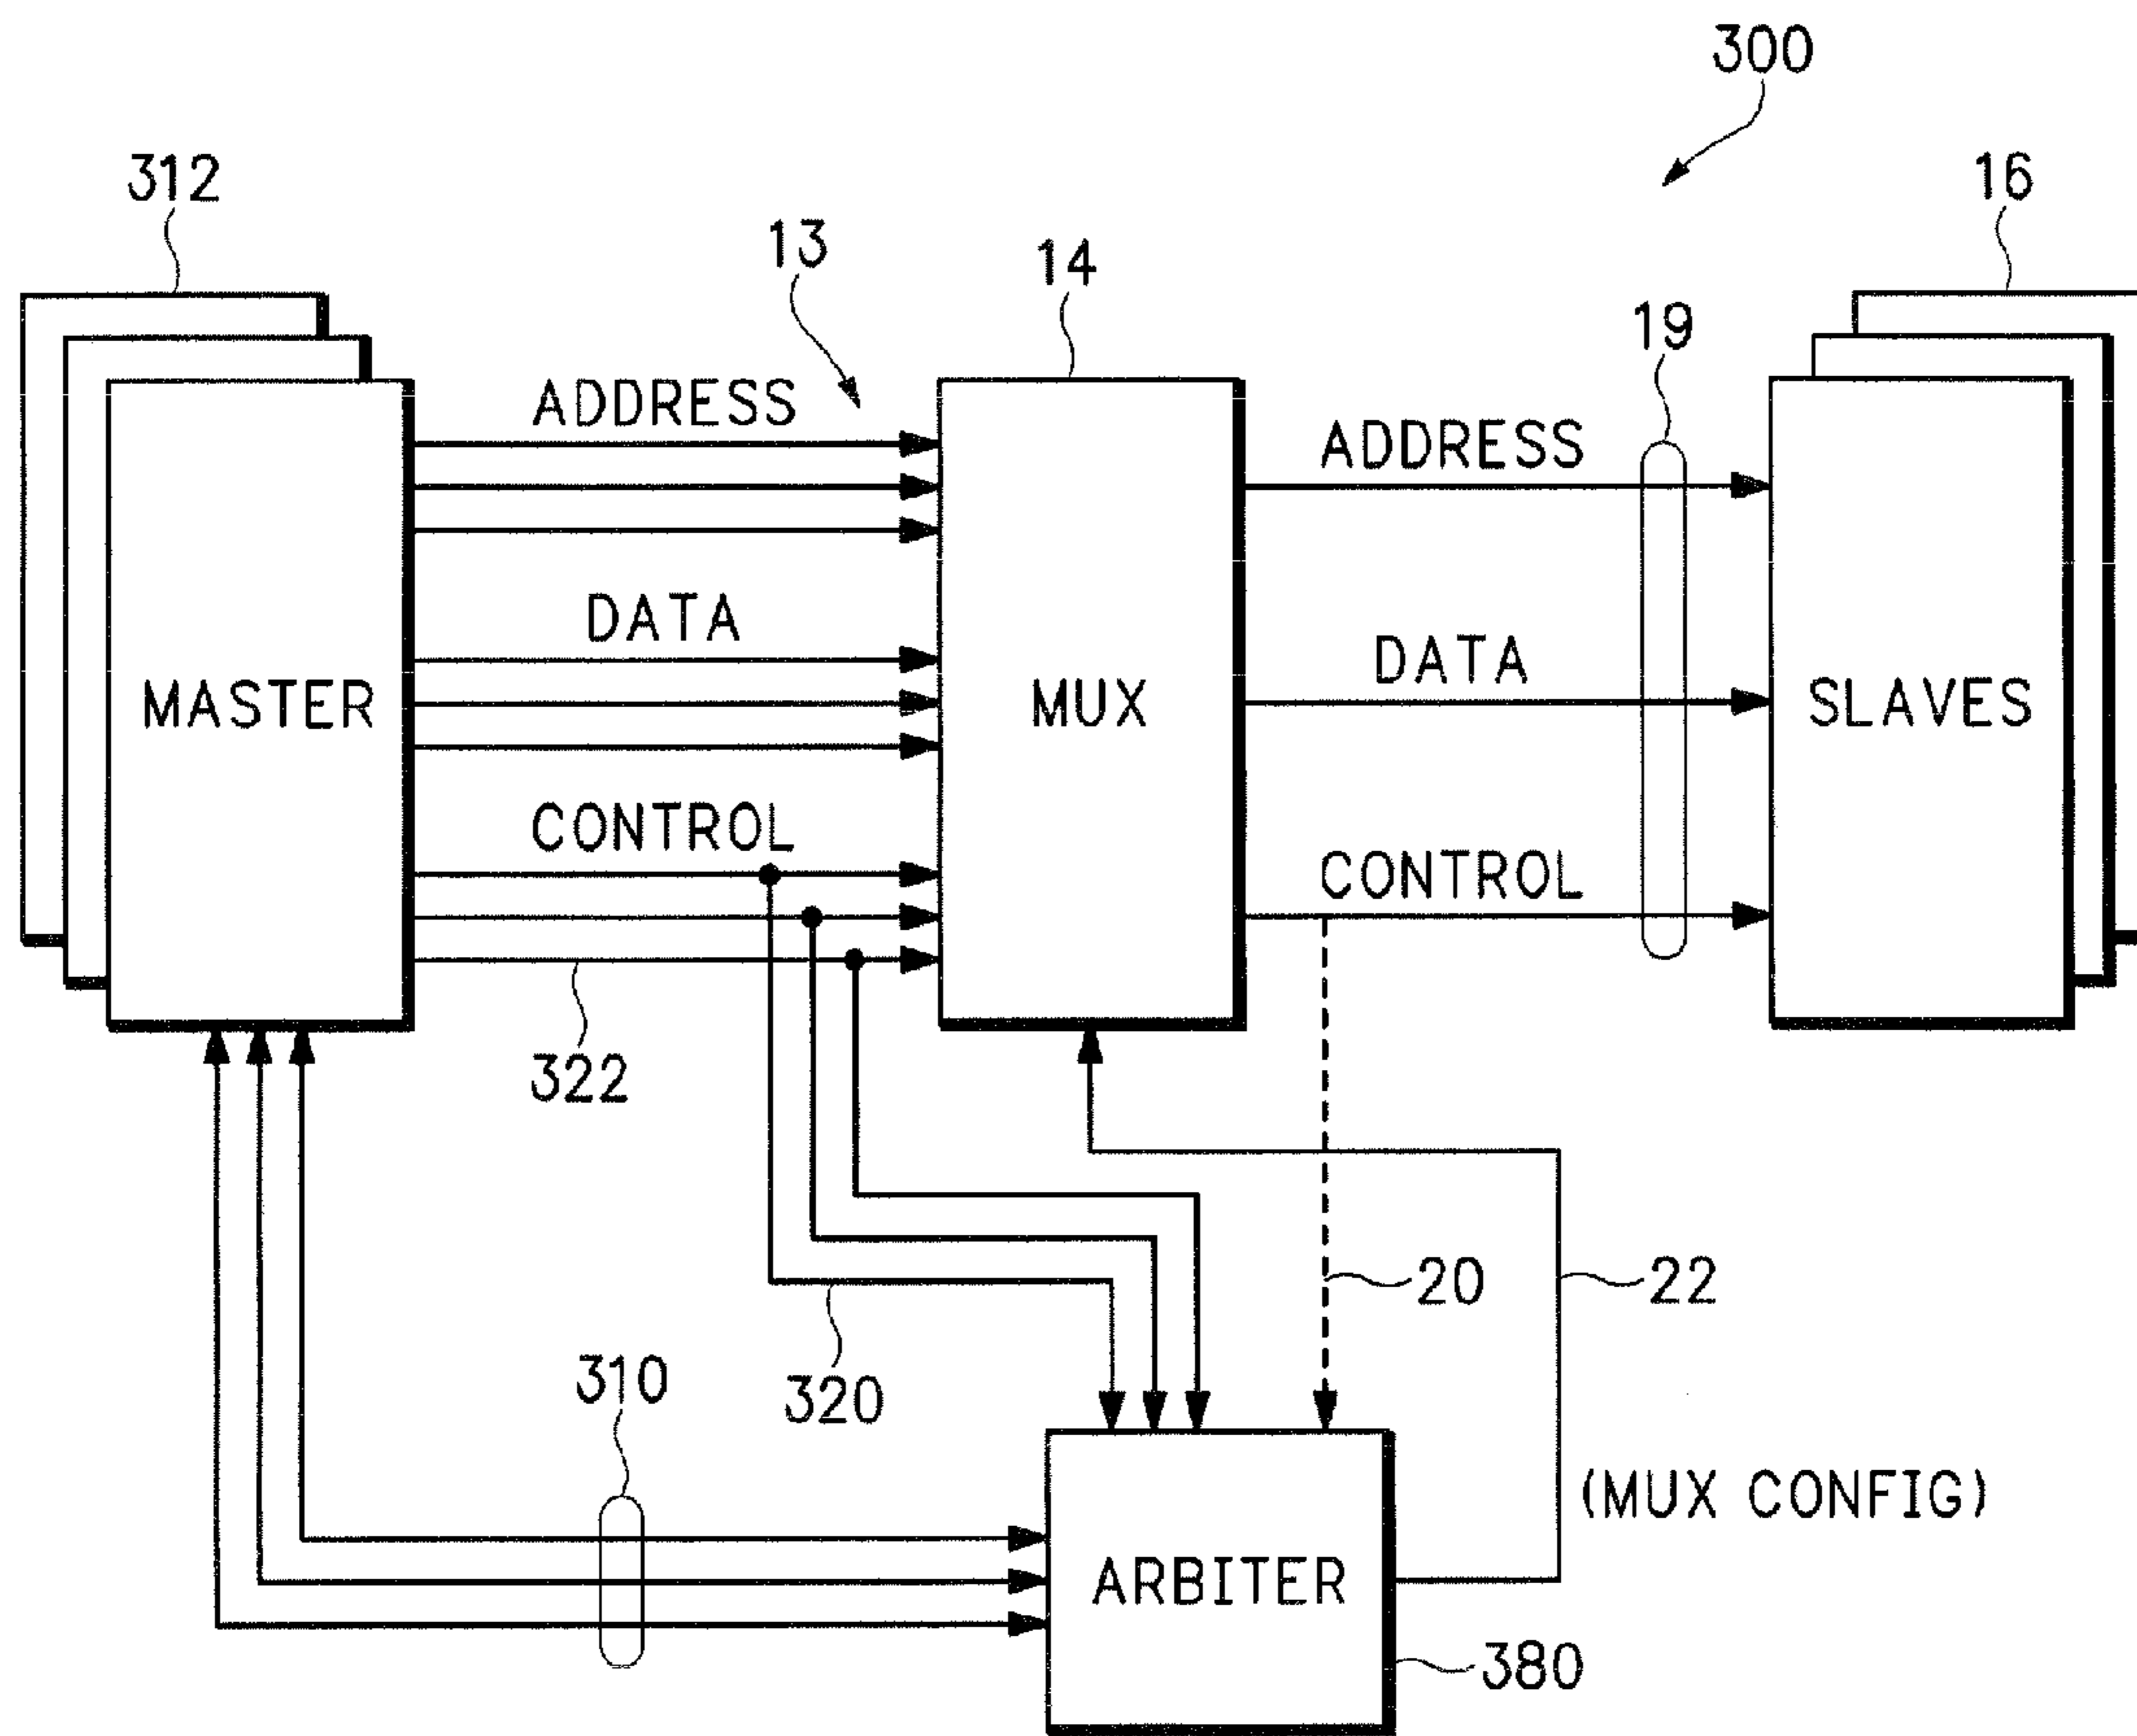 300
312
16
13
14
19
ADDRESS
ADDRESS
DATA
DATA
MASTER
MUX
SLAVES
CONTROL
CONTROL
322
20
22
310
320
(MUX CONFIG)
ARBITER
380